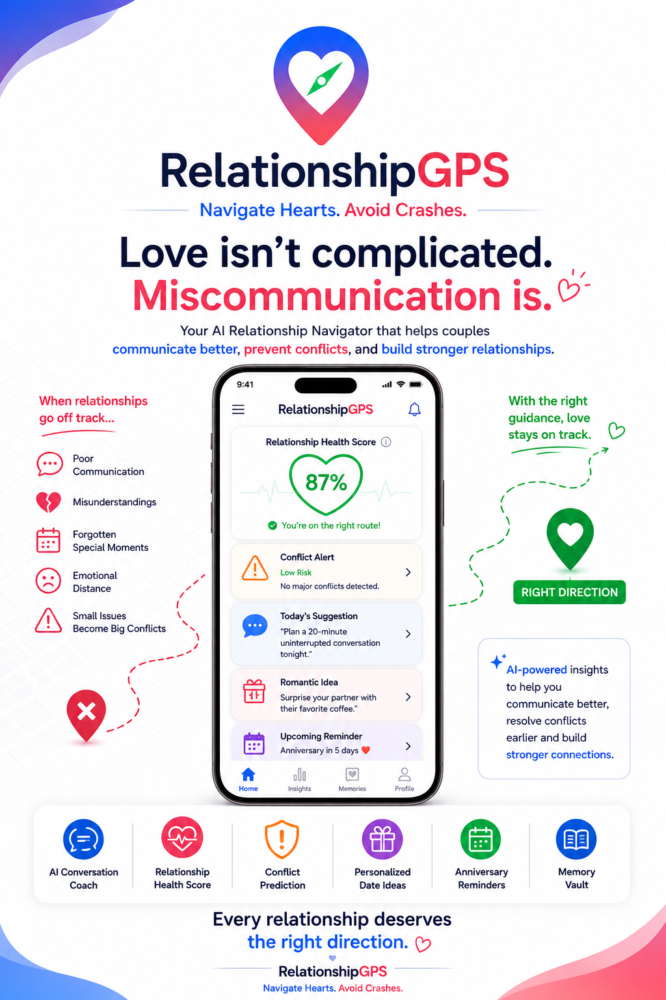 RelationshipGPS
Navigate Hearts. Avoid Crashes.
Love isn't complicated.
Miscommunication is.
Your AI Relationship Navigator that helps couples
communicate better, prevent conflicts, and build stronger relationships.
When relationships
go off track...
Poor
Communication
Misunderstandings
Forgotten
Special Moments
Emotional
Distance
Small Issues
Become Big Conflicts
9:41
RelationshipGPS
Relationship Health Score
87%
You're on the right route!
Conflict Alert
Low Risk
No major conflicts detected.
Today's Suggestion
"Plan a 20-minute
uninterrupted conversation
tonight."
Romantic Idea
Surprise your partner with
their favorite coffee."
Upcoming Reminder
Anniversary in 5 days ❤️
Home
Insights
Memories
Profile
With the right
guidance, love
stays on track.
RIGHT DIRECTION
AI-powered insights
to help you
communicate better,
resolve conflicts
earlier and build
stronger connections.
AI Conversation
Coach
Relationship
Health Score
Conflict
Prediction
Personalized
Date Ideas
Anniversary
Reminders
Memory
Vault
Every relationship deserves
the right direction.
RelationshipGPS
Navigate Hearts. Avoid Crashes.